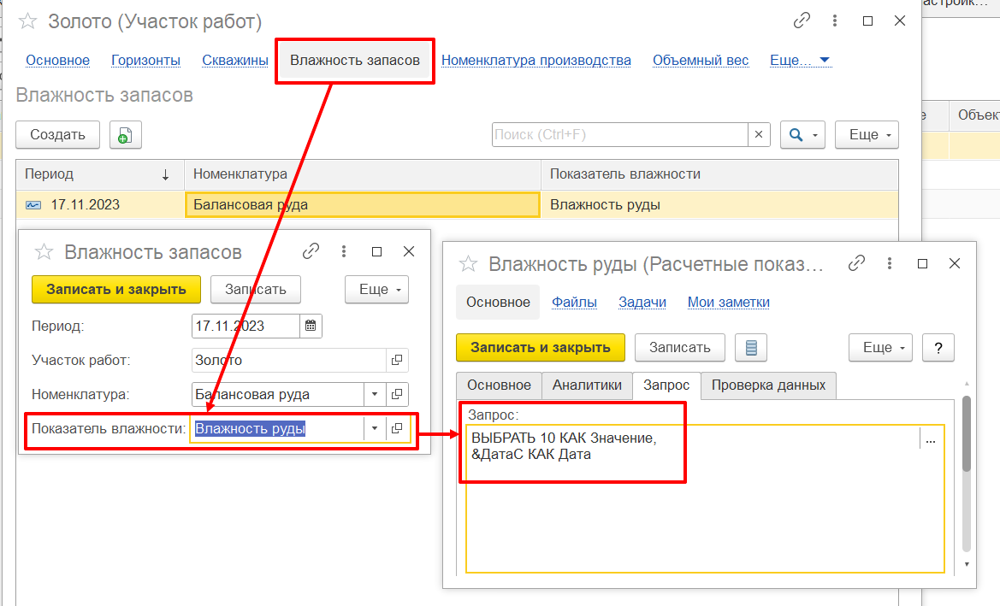 астройк...
Золото (Участок работ)
Основное Горизонты Скважины Влажность запасов Номенклатура производства Объемный вес Еще...
Влажность запасов
Объект
Создать Поиск (Ctrl+F) Еще
Период Номенклатура Показатель влажности
17.11.2023 Балансовая руда Влажность руды
Влажность запасов
Записать и закрыть Записать Еще
Период: 17.11.2023
Участок работ: Золото
Номенклатура: Балансовая руда
Показатель влажности: Влажность руды
Влажность руды (Расчетные показ...
Основное Файлы Задачи Мои заметки
Записать и закрыть Записать Еще ?
Основное Аналитики Запрос Проверка данных
Запрос:
ВЫБРАТЬ 10 КАК Значение,
&ДатаС КАК Дата
...